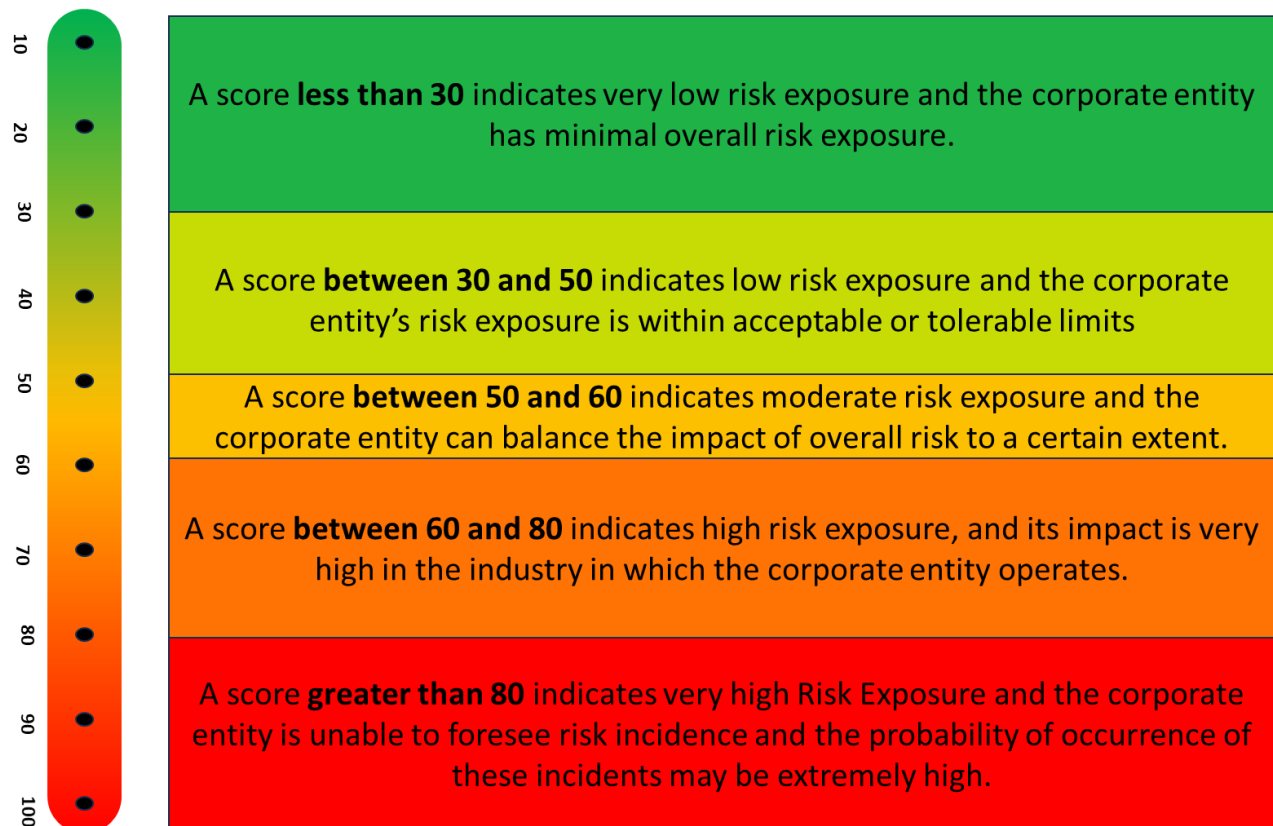 10
20
30
40
50
60
70
80
90
100
A score less than 30 indicates very low risk exposure and the corporate entity
has minimal overall risk exposure.
A score between 30 and 50 indicates low risk exposure and the corporate
entity’s risk exposure is within acceptable or tolerable limits
A score between 50 and 60 indicates moderate risk exposure and the
corporate entity can balance the impact of overall risk to a certain extent.
A score between 60 and 80 indicates high risk exposure, and its impact is very
high in the industry in which the corporate entity operates.
A score greater than 80 indicates very high Risk Exposure and the corporate
entity is unable to foresee risk incidence and the probability of occurrence of
these incidents may be extremely high.